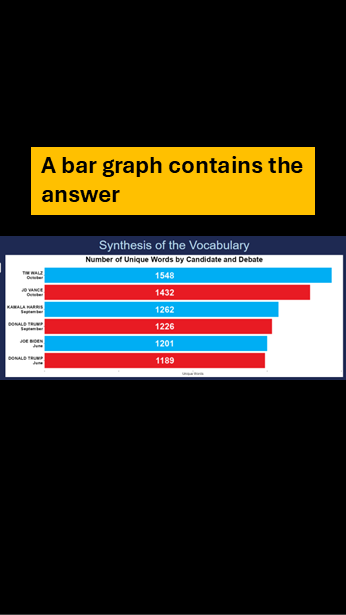 A bar graph contains the
answer
Synthesis of the Vocabulary
Number of Unique Words by Candidate and Debate
TIM WALZ
October
1548
JD VANCE
October
1432
KAMALA HARRIS
September
1262
DONALD TRUMP
September
1226
JOE BIDEN
June
1201
DONALD TRUMP
June
1189
Unique Words